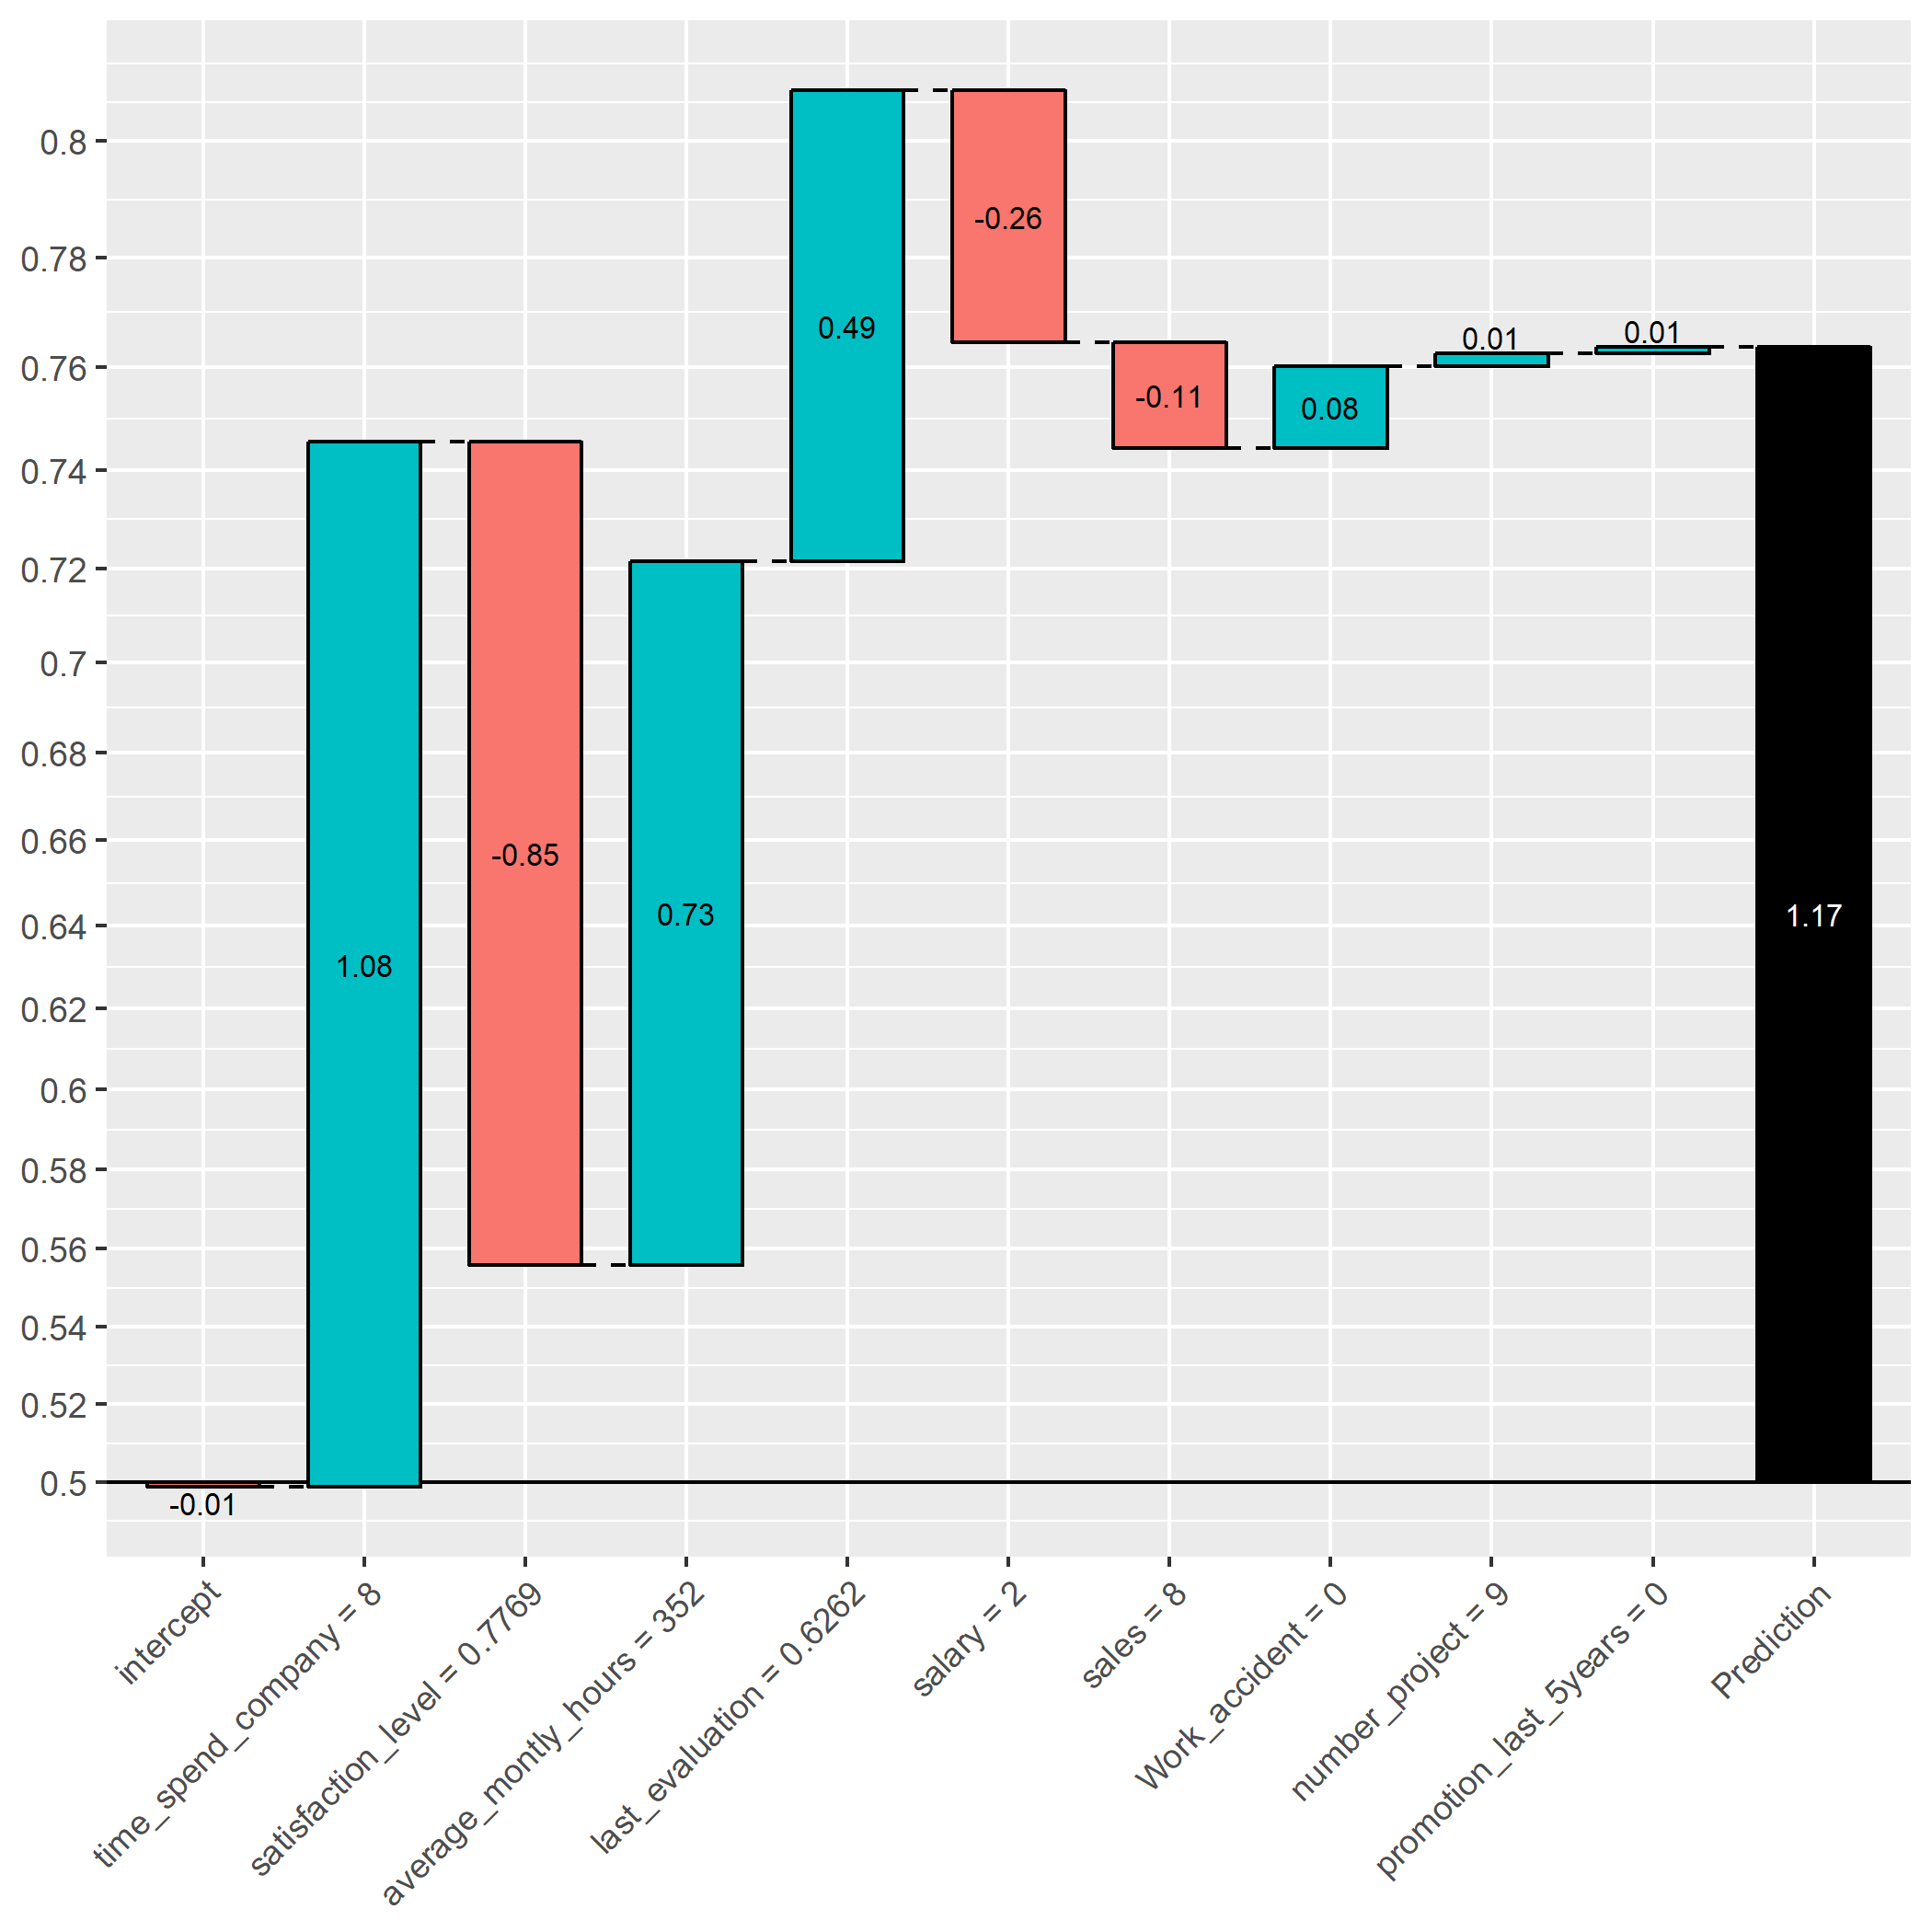 0.8
0.78
0.76
0.74
0.72
0.7
0.68
0.66
0.64
0.62
0.6
0.58
0.56
0.54
0.52
0.5
-0.01
1.08
-0.85
0.73
0.49
-0.26
-0.11
0.08
0.01
0.01
1.17
intercept
time_spend_company = 8
satisfaction_level = 0.7769
average_montly_hours = 352
last_evaluation = 0.6262
salary = 2
sales = 8
Work_accident = 0
number_project = 9
promotion_last_5years = 0
Prediction